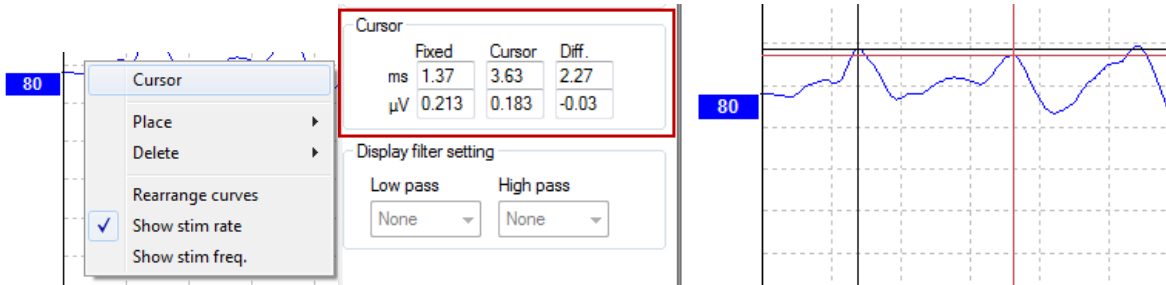 80
Cursor
Place
Delete
Rearrange curves
Show stim rate
Show stim freq.
Cursor
Fixed Cursor Diff.
ms 1.37 3.63 2.27
µV 0.213 0.183 -0.03
Display filter setting
Low pass High pass
None None
80